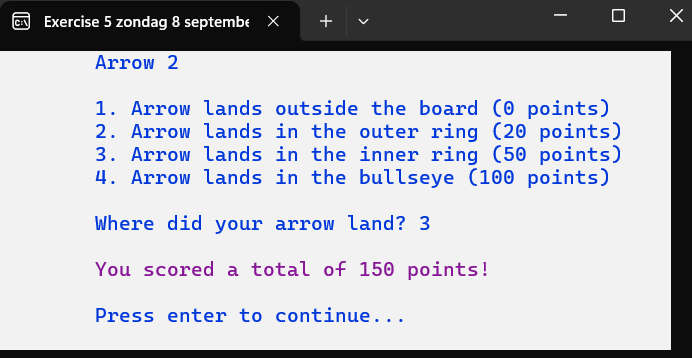 Exercise 5 zondag 8 septembe
Arrow 2
1. Arrow lands outside the board (0 points)
2. Arrow lands in the outer ring (20 points)
3. Arrow lands in the inner ring (50 points)
4. Arrow lands in the bullseye (100 points)
Where did your arrow land? 3
You scored a total of 150 points!
Press enter to continue...